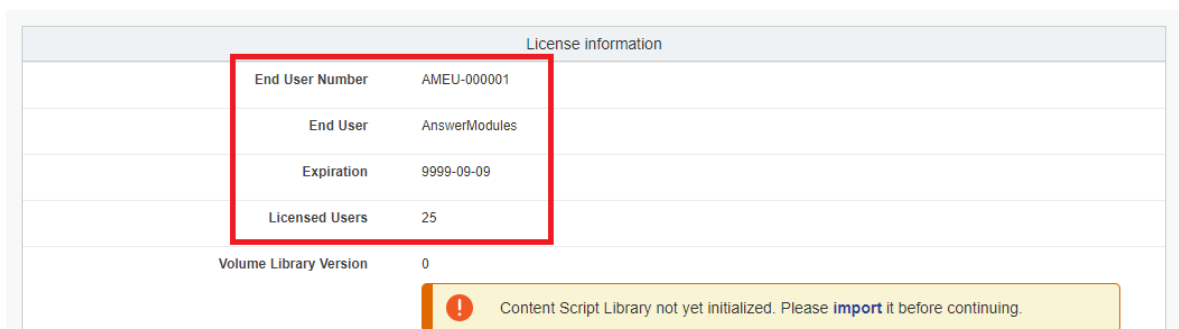 License information
End User Number AMEU-000001
End User AnswerModules
Expiration 9999-09-09
Licensed Users 25
Volume Library Version 0
Content Script Library not yet initialized. Please import it before continuing.